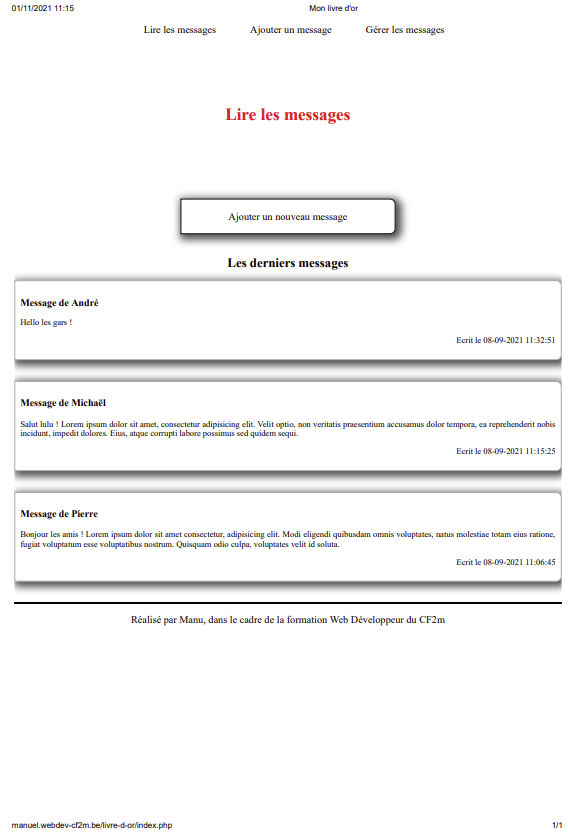 01/11/2021 11:15 Mon livre d'or
Lire les messages Ajouter un message Gérer les messages
Lire les messages
Ajouter un nouveau message
Les derniers messages
Message de André
Hello les gars !
Ecrit le 08-09-2021 11:32:51
Message de Michaël
Salut lulu ! Lorem ipsum dolor sit amet, consectetur adipisicing elit. Velit optio, non veritatis praesentium accusamus dolor tempora, ea reprehenderit nobis
incidunt, impedit dolores. Eius, atque corrupti labore possimus sed quidem sequi.
Ecrit le 08-09-2021 11:15:25
Message de Pierre
Bonjour les amis ! Lorem ipsum dolor sit amet consectetur, adipisicing elit. Modi eligendi quibusdam omnis voluptates, natus molestiae totam eius ratione,
fugiat voluptatum esse voluptatibus nostrum. Quisquam odio culpa, voluptates velit id soluta.
Ecrit le 08-09-2021 11:06:45
Réalisé par Manu, dans le cadre de la formation Web Développeur du CF2m
manuel.webdev-cf2m.be/livre-d-or/index.php 1/1